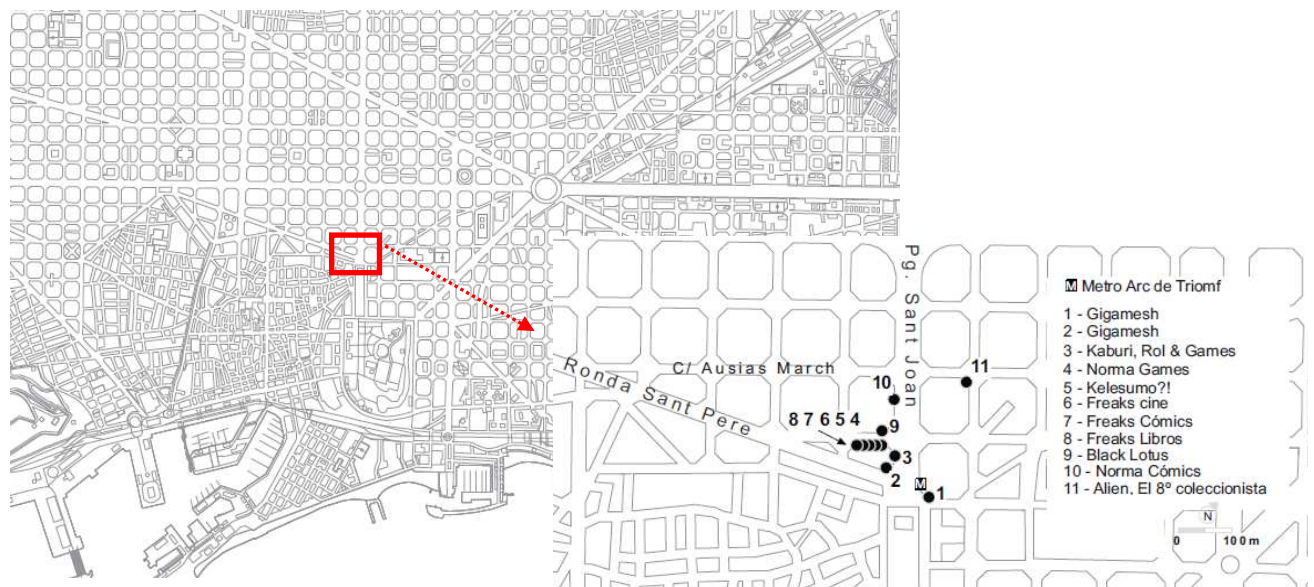 Pg. Sant Joan
M Metro Arc de Triomf
1 - Gigamesh
2 - Gigamesh
3 - Kaburi, Rol & Games
4 - Norma Games
5 - Kelesumo?!
6 - Freaks cine
7 - Freaks Cómics
8 - Freaks Libros
9 - Black Lotus
10 - Norma Cómics
11 - Alien, El 8º coleccionista
Ronda Sant Pere
C/ Ausias March
11
10
8 7 6 5 4
9
3
2
M
1
N
0 100 m